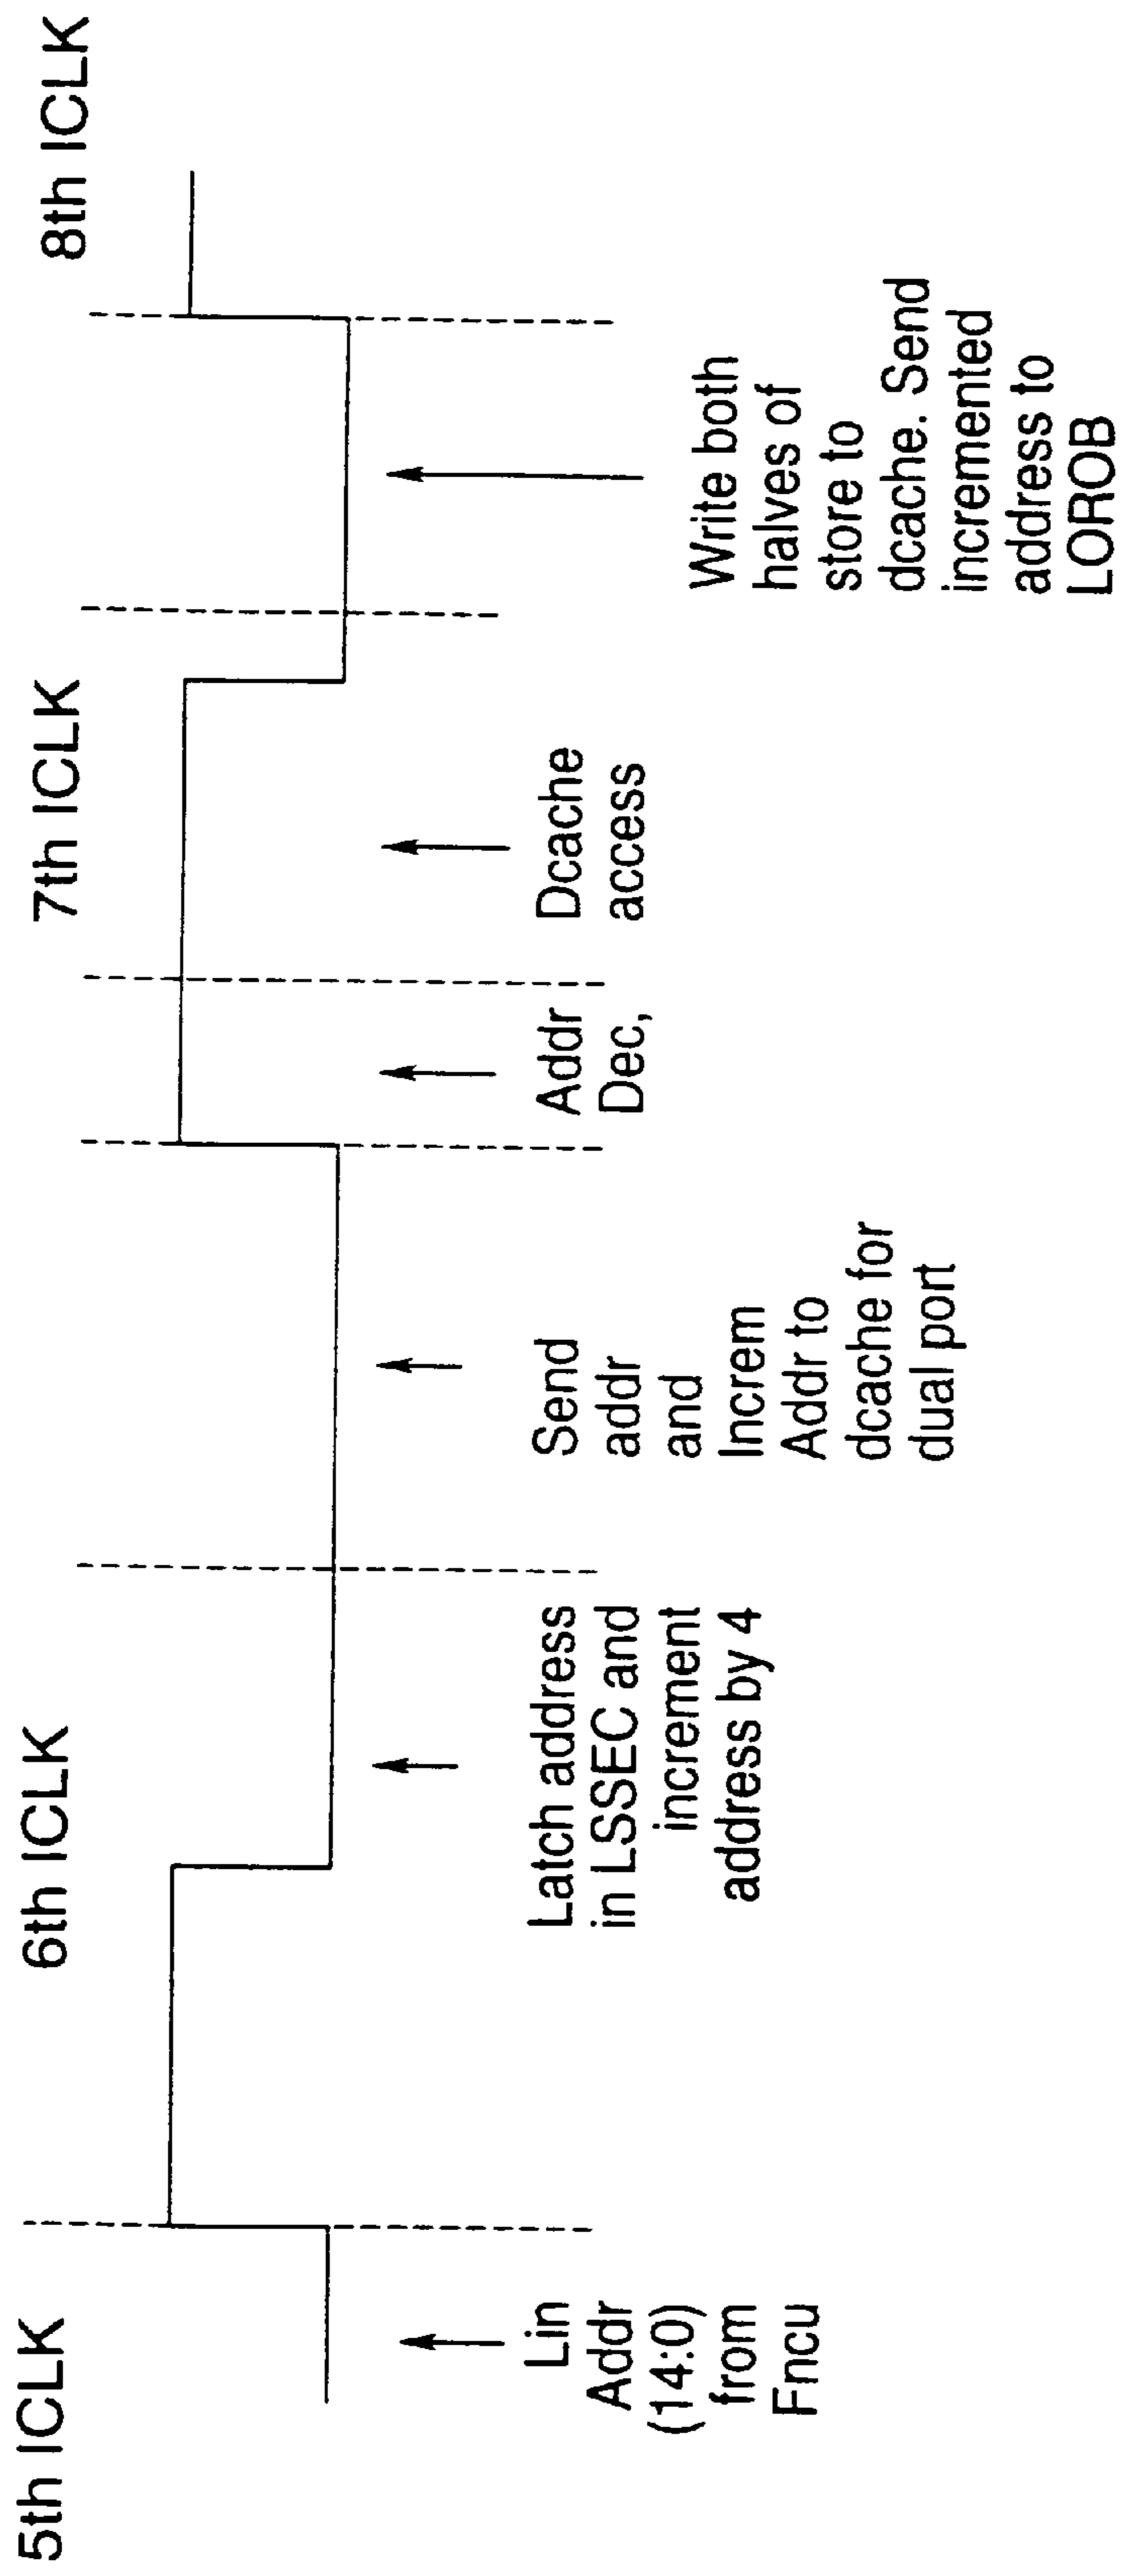 5th ICLK
6th ICLK
7th ICLK
8th ICLK
Lin
Addr
(14:0)
from
Fncu
Latch address
in LSSEC and
increment
address by 4
Send
addr
and
Increm
Addr to
dcache for
dual port
Addr
Dec,
Dcache
access
Write both
halves of
store to
dcache. Send
incremented
address to
LOROB